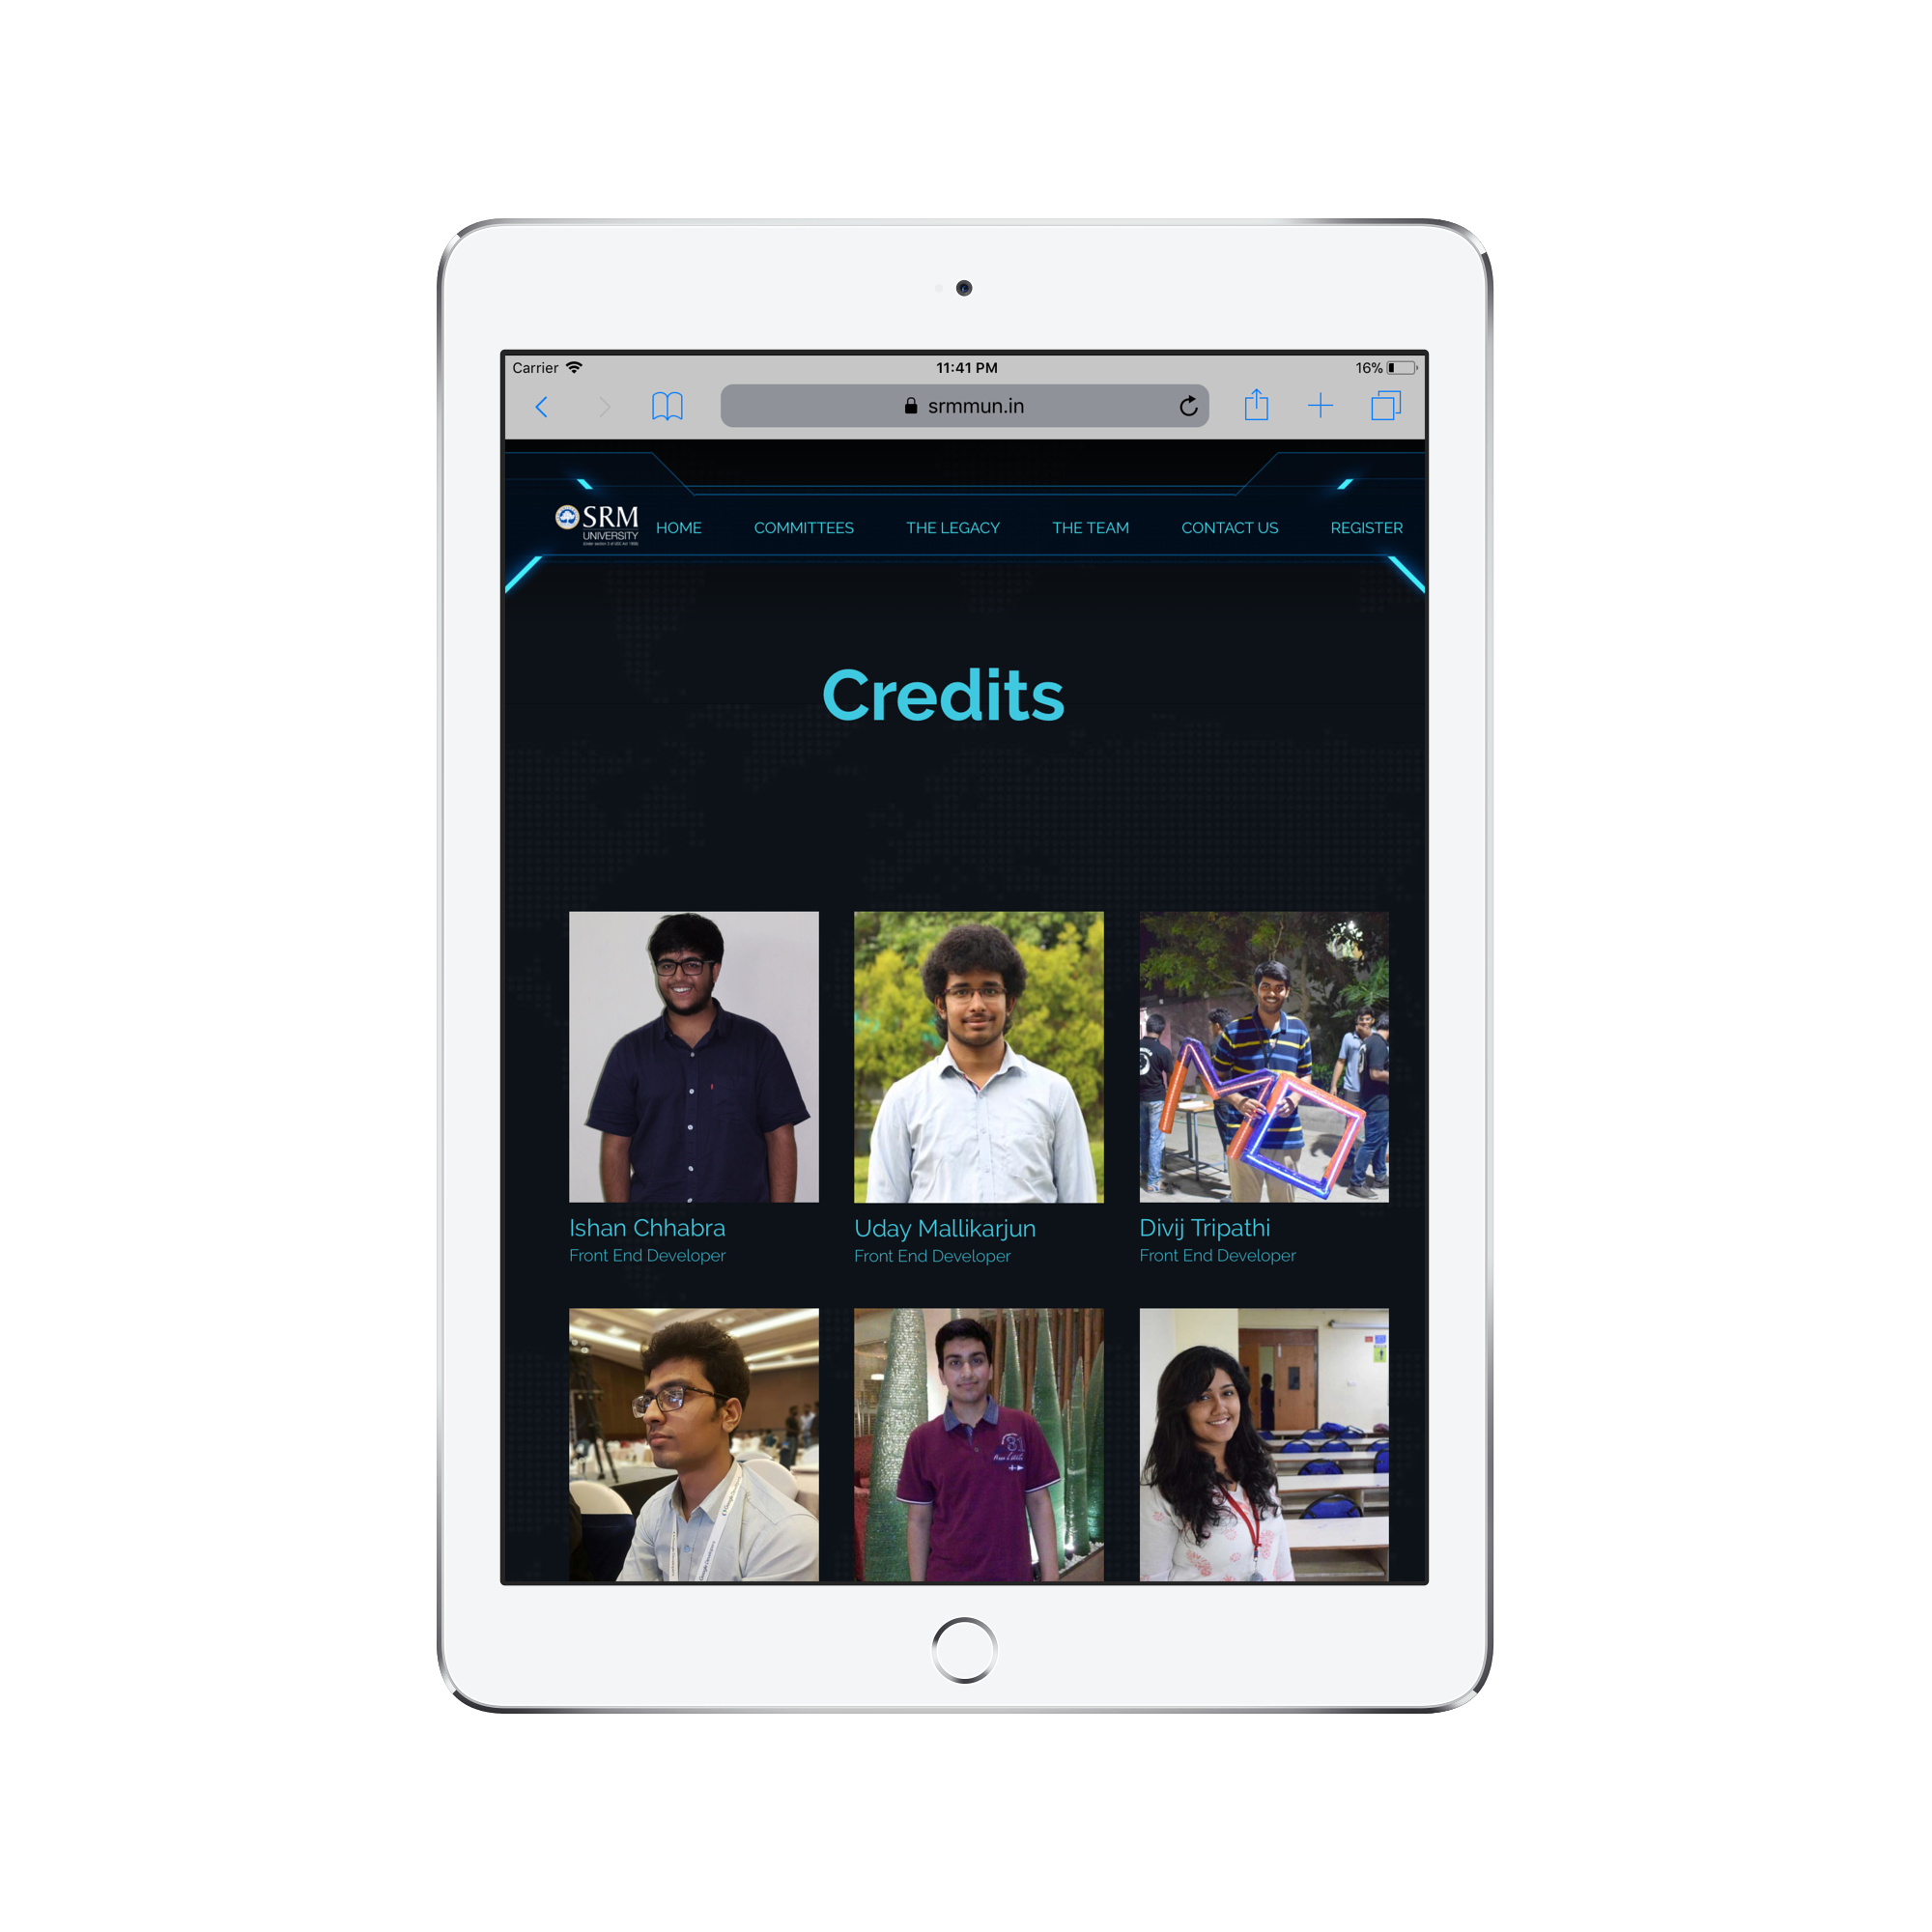 Carrier
11:41 PM
16%
srmmun.in
SRM
UNIVERSITY
HOME
COMMITTEES
THE LEGACY
THE TEAM
CONTACT US
REGISTER
Credits
Ishan Chhabra
Front End Developer
Uday Mallikarjun
Front End Developer
Divij Tripathi
Front End Developer
81